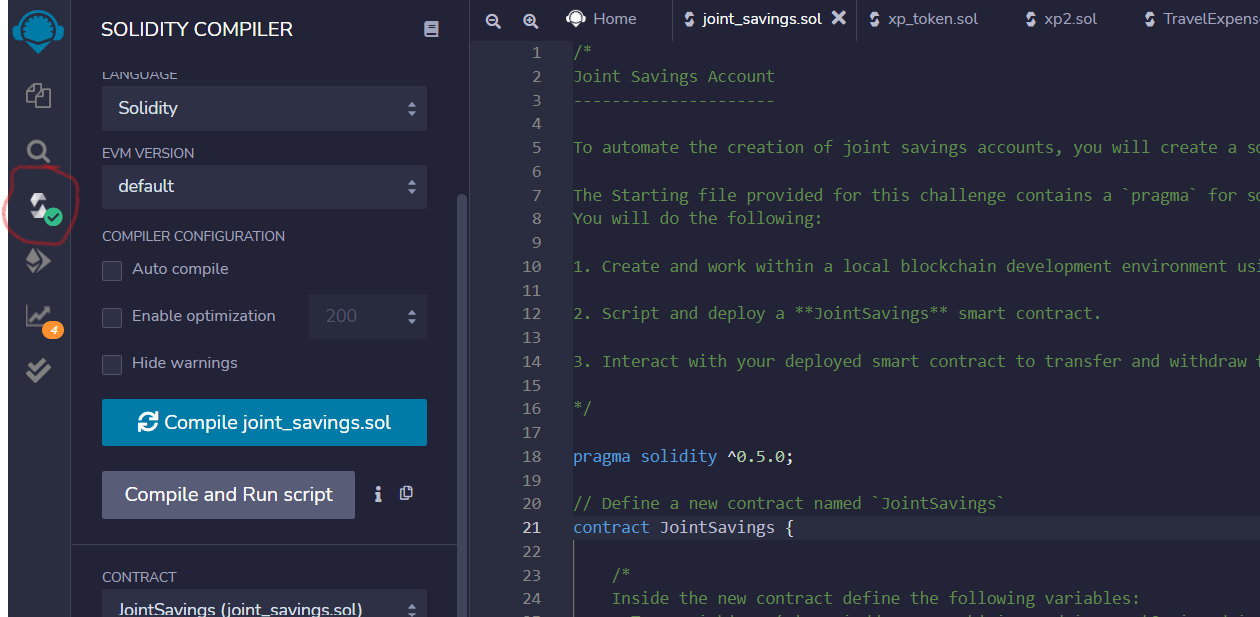 SOLIDITY COMPILER
LANGUAGE
Solidity
EVM VERSION
default
COMPILER CONFIGURATION
Auto compile
Enable optimization
200
Hide warnings
Compile joint_savings.sol
Compile and Run script
CONTRACT
JointSavings (joint_savings.sol)
4
Home
joint_savings.sol
xp_token.sol
xp2.sol
TravelExpens
1 /*
2 Joint Savings Account
3 ---------------------
4
5 To automate the creation of joint savings accounts, you will create a so
6
7 The Starting file provided for this challenge contains a `pragma` for so
8 You will do the following:
9
10 1. Create and work within a local blockchain development environment usi
11
12 2. Script and deploy a **JointSavings** smart contract.
13
14 3. Interact with your deployed smart contract to transfer and withdraw f
15
16 */
17
18 pragma solidity ^0.5.0;
19
20 // Define a new contract named `JointSavings`
21 contract JointSavings {
22
23 /*
24 Inside the new contract define the following variables: